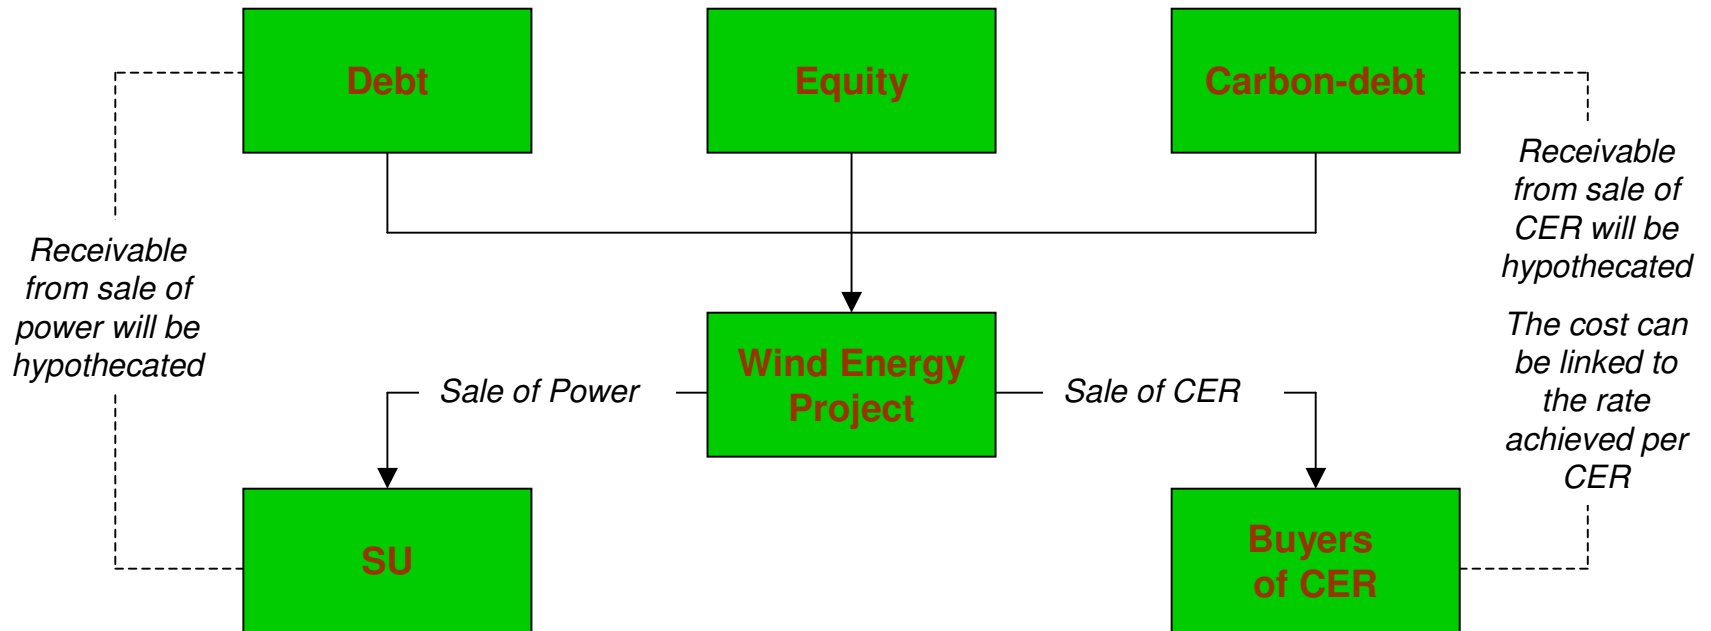 Debt
Equity
Carbon-debt
Receivable
from sale of
power will be
hypothecated
Receivable
from sale of
CER will be
hypothecated
The cost can
be linked to
the rate
achieved per
CER
Wind Energy
Project
Sale of Power
Sale of CER
SU
Buyers
of CER